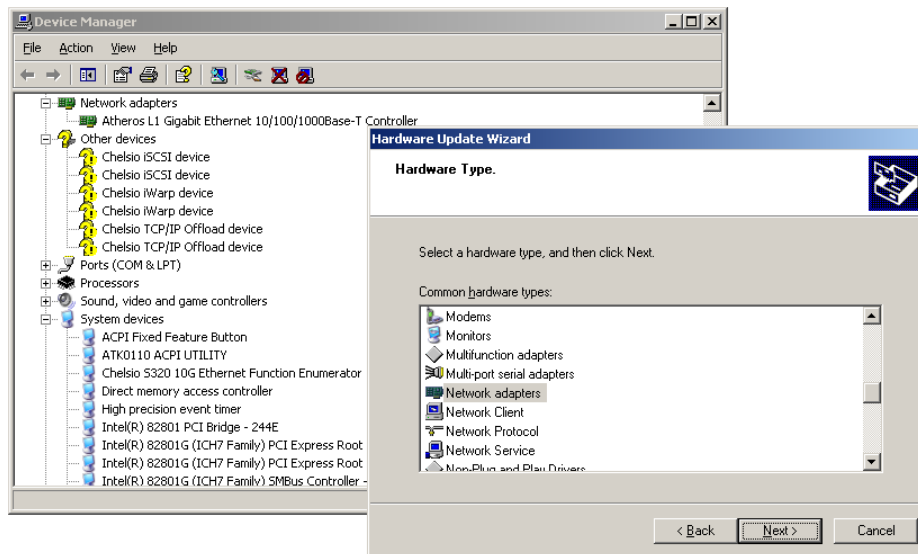 Device Manager
File Action View Help
Network adapters
Atheros L1 Gigabit Ethernet 10/100/1000Base-T Controller
Other devices
Chelsio iSCSI device
Chelsio iSCSI device
Chelsio iWarp device
Chelsio iWarp device
Chelsio TCP/IP Offload device
Chelsio TCP/IP Offload device
Ports (COM & LPT)
Processors
Sound, video and game controllers
System devices
ACPI Fixed Feature Button
ATK0110 ACPI UTILITY
Chelsio S320 10G Ethernet Function Enumerator
Direct memory access controller
High precision event timer
Intel(R) 82801 PCI Bridge - 244E
Intel(R) 82801G (ICH7 Family) PCI Express Root
Intel(R) 82801G (ICH7 Family) PCI Express Root
Intel(R) 82801G (ICH7 Family) SMBus Controller -
Hardware Update Wizard
Hardware Type.
Select a hardware type, and then click Next.
Common hardware types:
Modems
Monitors
Multifunction adapters
Multi-port serial adapters
Network adapters
Network Client
Network Protocol
Network Service
Non-Plug and Play Drivers
< Back Next > Cancel